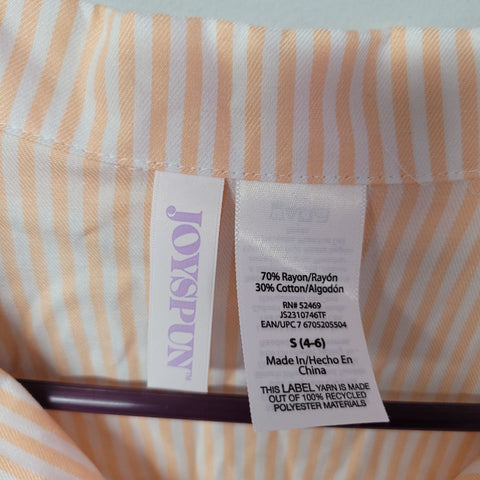 JOYSPUN™
70% Rayon/Rayón
30% Cotton/Algodón
RN# 52469
JS2310746TF
EAN/UPC 7 6705205504
S (4-6)
Made In/Hecho En
China
THIS LABEL YARN IS MADE
OUT OF 100% RECYCLED
POLYESTER MATERIALS